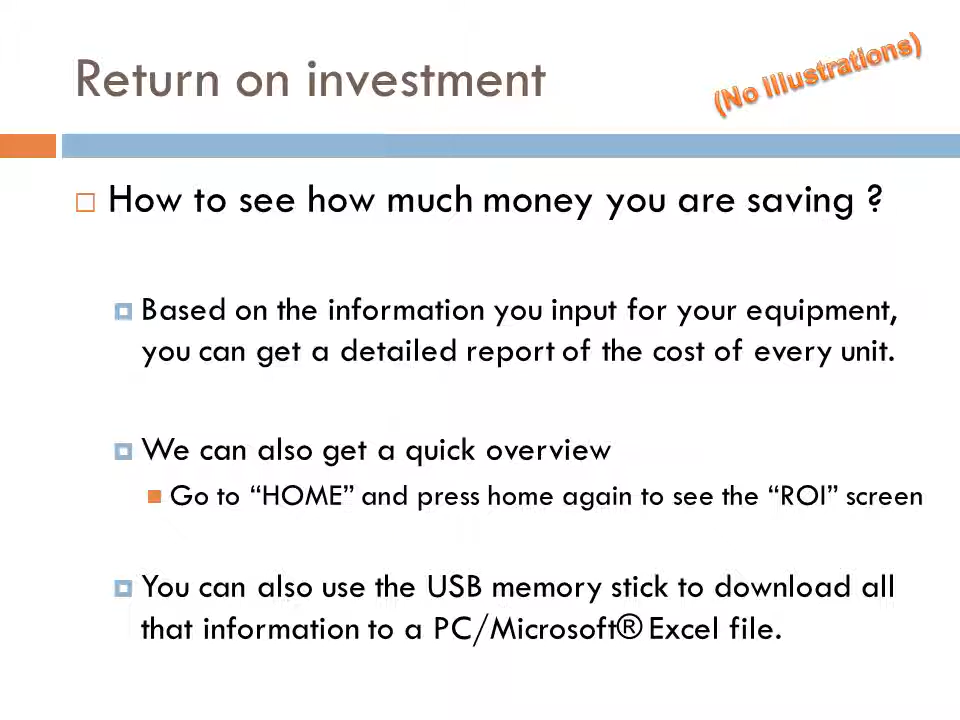 Return on investment
(No Illustrations)
How to see how much money you are saving ?
Based on the information you input for your equipment,
you can get a detailed report of the cost of every unit.
We can also get a quick overview
Go to “HOME” and press home again to see the “ROI” screen
You can also use the USB memory stick to download all
that information to a PC/Microsoft® Excel file.